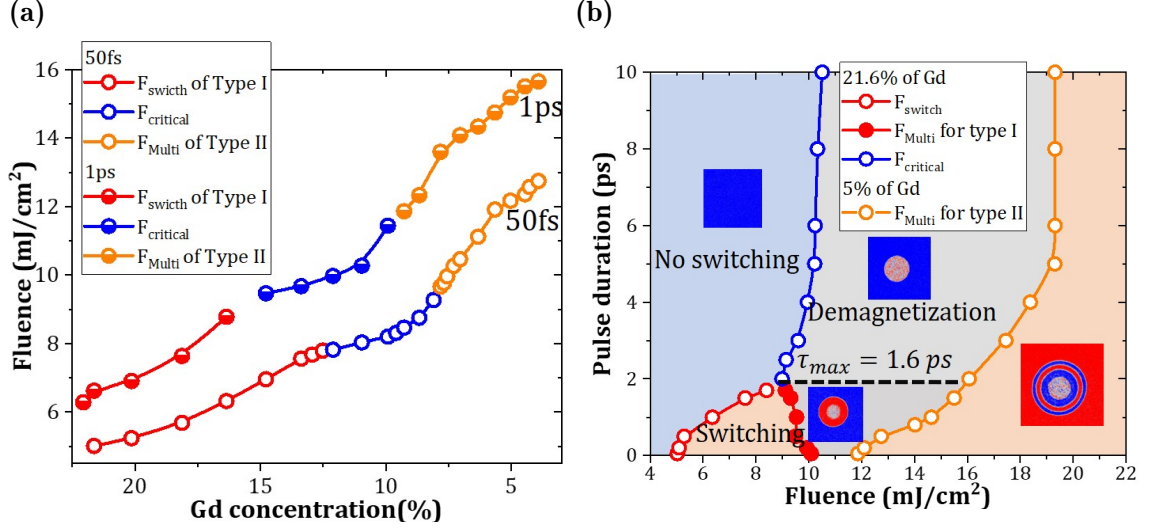 (a)
50fs
F_swicth of Type I
F_critical
F_Multi of Type II
1ps
F_swicth of Type I
F_critical
F_Multi of Type II
1ps
50fs
Fluence (mJ/cm²)
16
14
12
10
8
6
20
15
10
5
Gd concentration(%)
(b)
21.6% of Gd
F_switch
F_Multi for type I
F_critical
5% of Gd
F_Multi for type II
No switching
Demagnetization
τ_max = 1.6 ps
Switching
Pulse duration (ps)
10
8
6
4
2
0
4
6
8
10
12
14
16
18
20
22
Fluence (mJ/cm²)